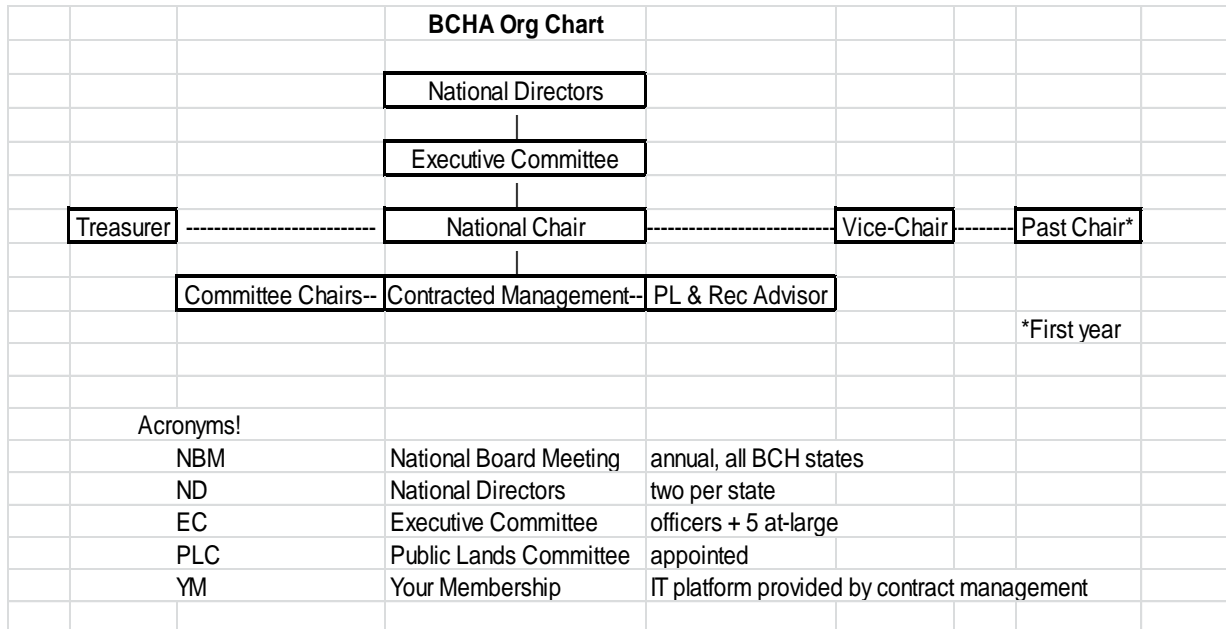 BCHA Org Chart
National Directors
|
Executive Committee
|
Treasurer --------------------------- National Chair --------------------------- Vice-Chair --------- Past Chair*
|
Committee Chairs-- Contracted Management-- PL & Rec Advisor
*First year
Acronyms!
NBM National Board Meeting annual, all BCH states
ND National Directors two per state
EC Executive Committee officers + 5 at-large
PLC Public Lands Committee appointed
YM Your Membership IT platform provided by contract management